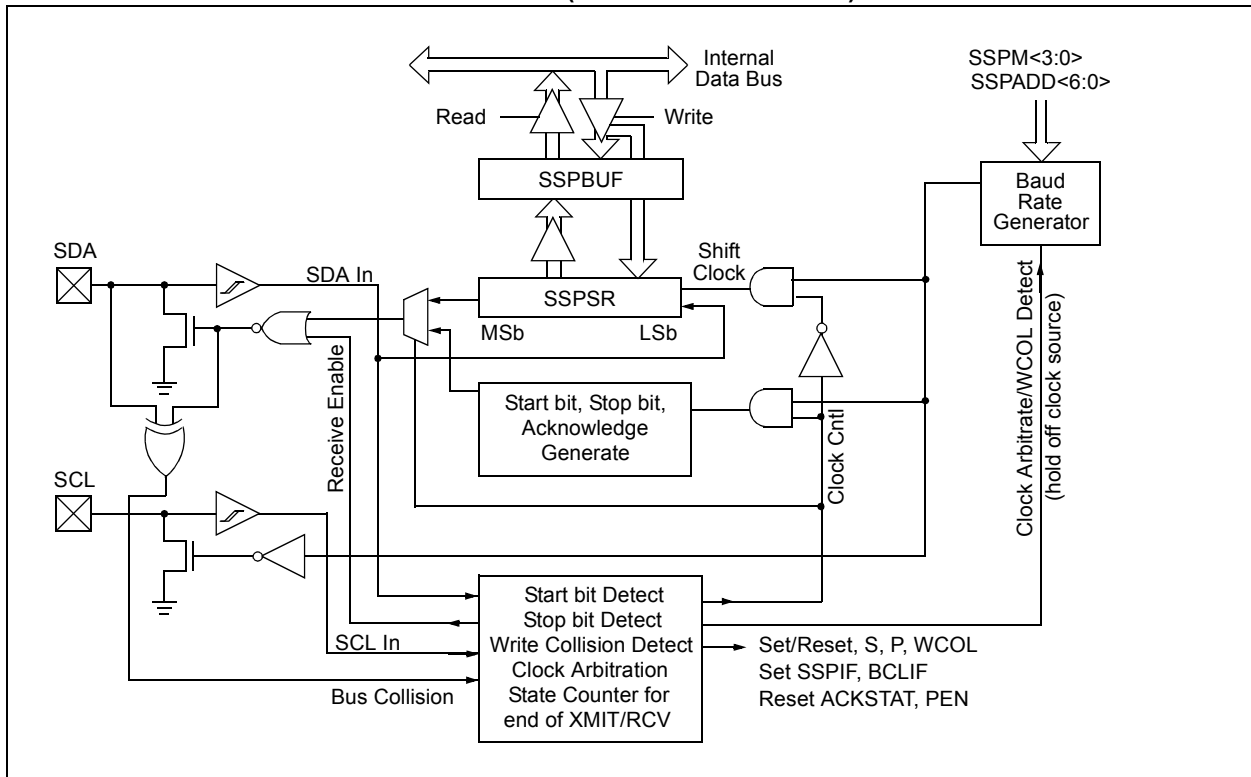 Internal
Data Bus
SSPM<3:0>
SSPADD<6:0>
Read
Write
SSPBUF
Baud
Rate
Generator
SDA
SDA In
Shift
Clock
SSPSR
MSb
LSb
Receive Enable
Start bit, Stop bit,
Acknowledge
Generate
Clock Cntl
Clock Arbitrate/WCOL Detect
(hold off clock source)
SCL
SCL In
Bus Collision
Start bit Detect
Stop bit Detect
Write Collision Detect
Clock Arbitration
State Counter for
end of XMIT/RCV
Set/Reset, S, P, WCOL
Set SSPIF, BCLIF
Reset ACKSTAT, PEN